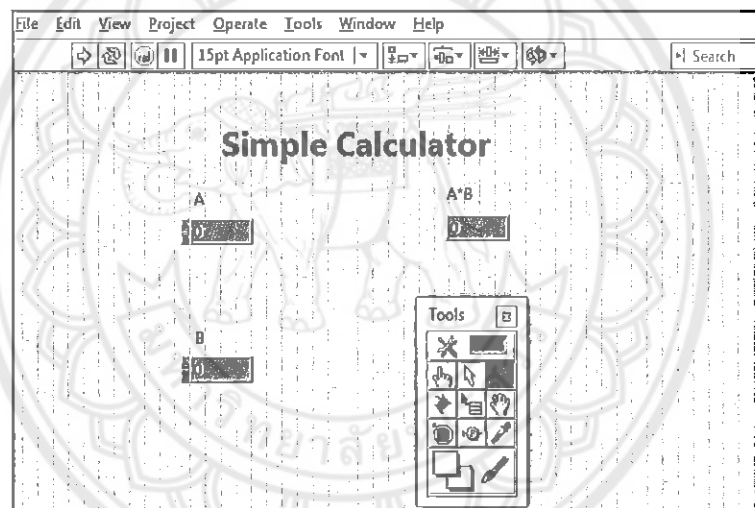 File Edit View Project Operate Tools Window Help
15pt Application Font
Search
Simple Calculator
A
A*B
0
0
B
0
Tools